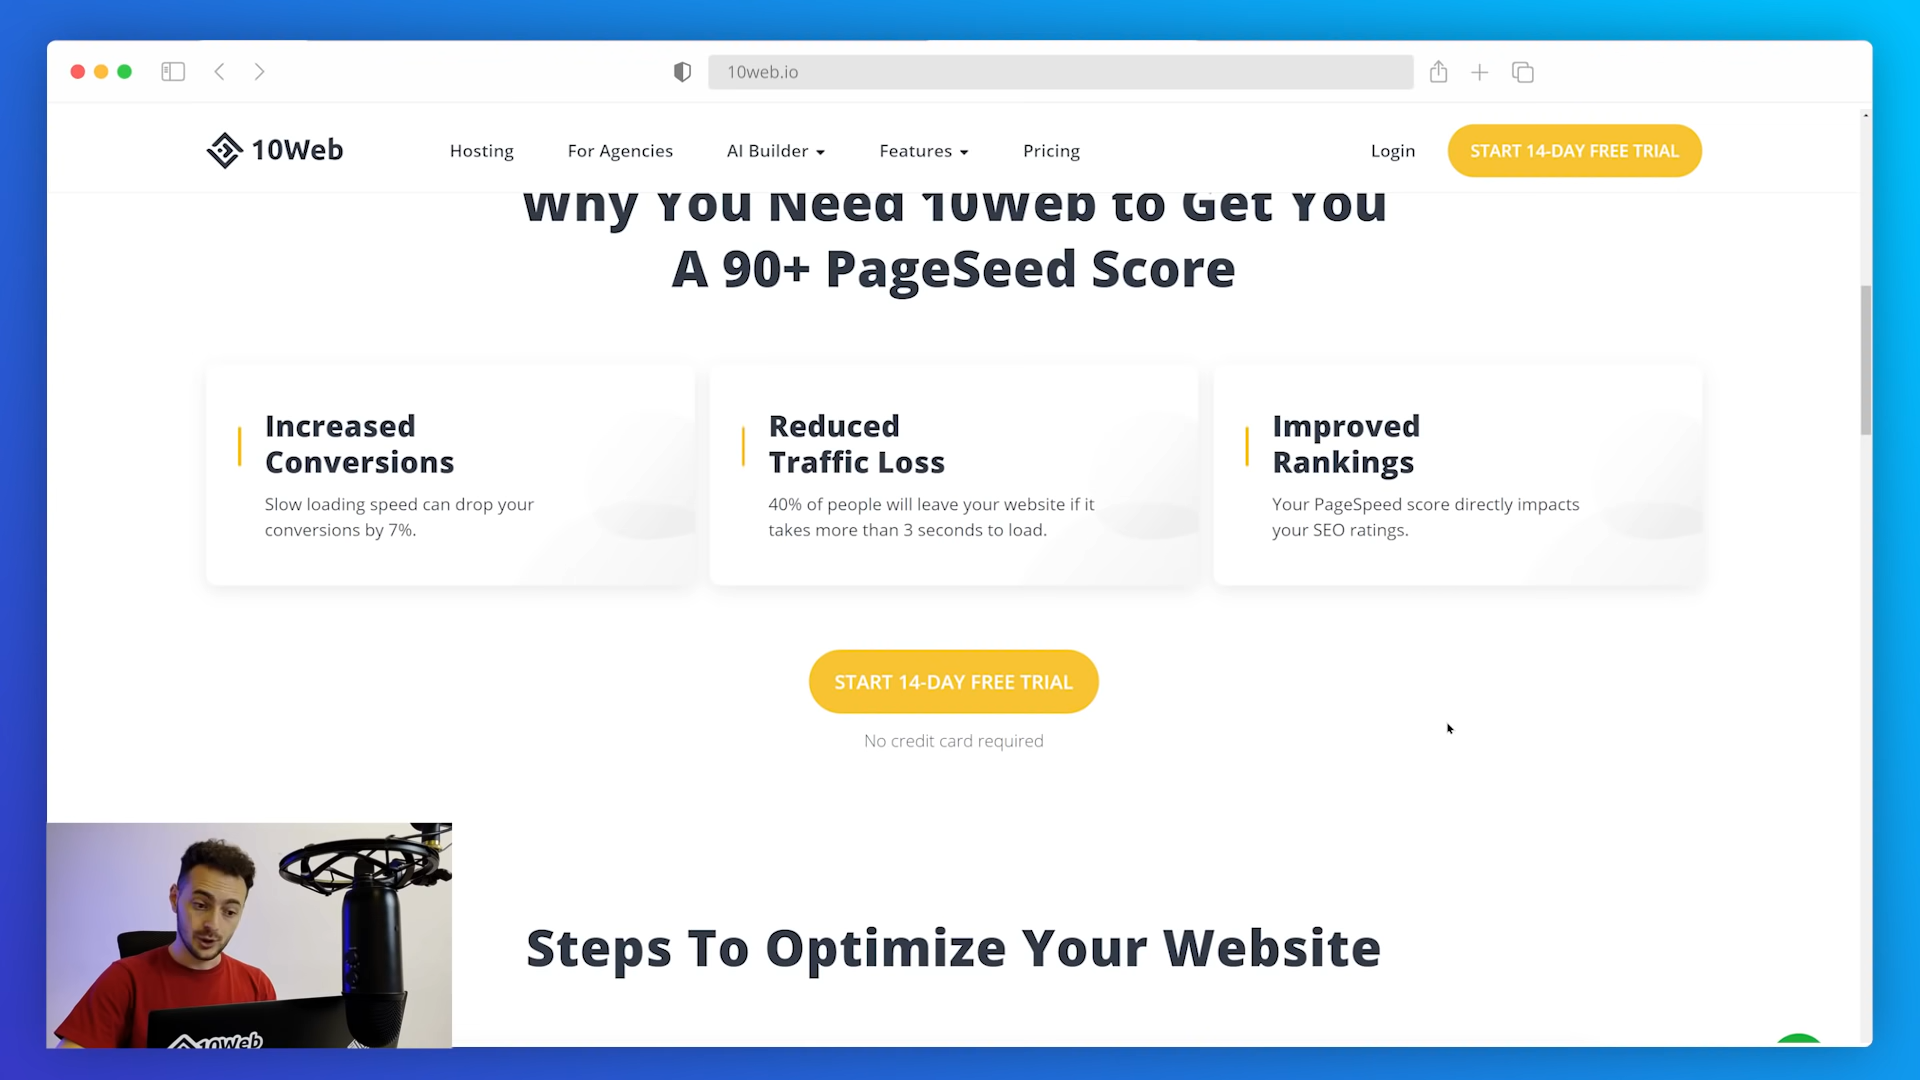 10web.io
10Web
Hosting
For Agencies
AI Builder
Features
Pricing
Login
START 14-DAY FREE TRIAL
Why You Need 10Web to Get You
A 90+ PageSeed Score
Increased
Conversions
Slow loading speed can drop your
conversions by 7%.
Reduced
Traffic Loss
40% of people will leave your website if it
takes more than 3 seconds to load.
Improved
Rankings
Your PageSpeed score directly impacts
your SEO ratings.
START 14-DAY FREE TRIAL
No credit card required
Steps To Optimize Your Website
10Web